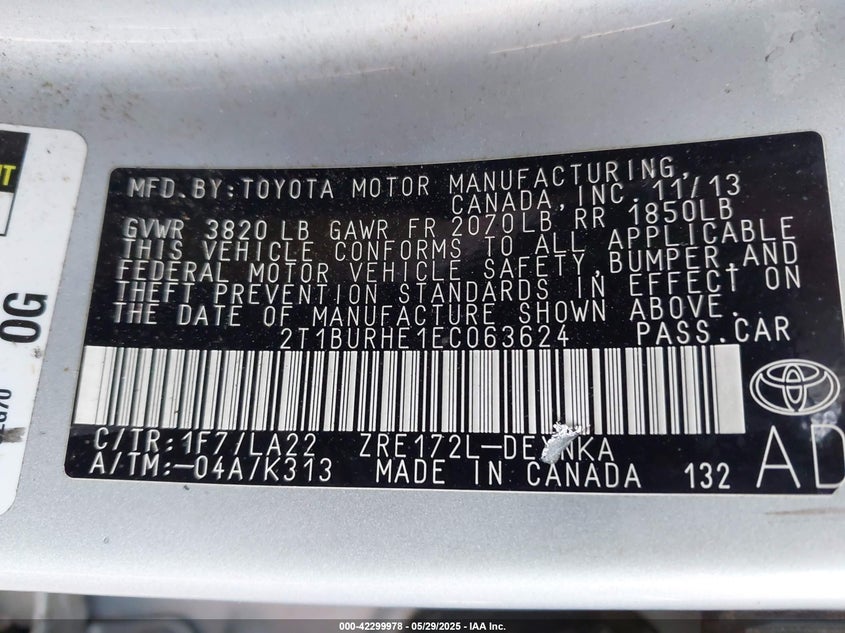 MFD.BY:TOYOTA MOTOR MANUFACTURING,
CANADA,INC.11/13
GVWR 3820 LB GAWR FR 2070LB RR 1850LB
THIS VEHICLE CONFORMS TO ALL APPLICABLE
FEDERAL MOTOR VEHICLE SAFETY,BUMPER,AND
THEFT PREVENTION STANDARDS IN EFFECT ON
THE DATE OF MANUFACTURE SHOWN ABOVE.
2T1BURHE1EC063624 PASS.CAR
C/TR:1F7/LA22
A/TM:-04A/K313 MADE IN CANADA 132
AD
0G
000-42299978 - 05/29/2025 - IAA Inc.